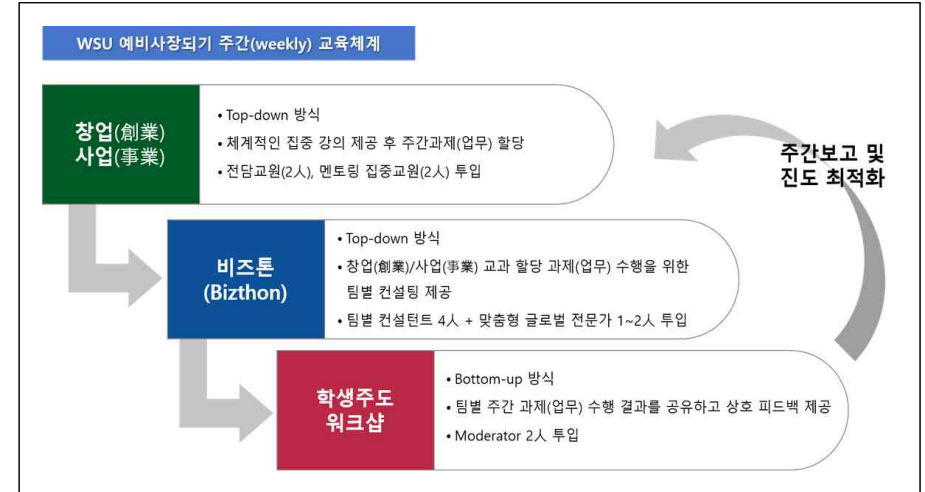 WSU 예비사장되기 주간(weekly) 교육체계
창업(創業)
사업(事業)
• Top-down 방식
• 체계적인 집중 강의 제공 후 주간과제(업무) 할당
• 전담교원(2人), 멘토링 집중교원(2人) 투입
주간보고 및
진도 최적화
비즈톤
(Bizthon)
• Top-down 방식
• 창업(創業)/사업(事業) 교과 할당 과제(업무) 수행을 위한
팀별 컨설팅 제공
• 팀별 컨설턴트 4人 + 맞춤형 글로벌 전문가 1~2人 투입
학생주도
워크샵
• Bottom-up 방식
• 팀별 주간 과제(업무) 수행 결과를 공유하고 상호 피드백 제공
• Moderator 2人 투입